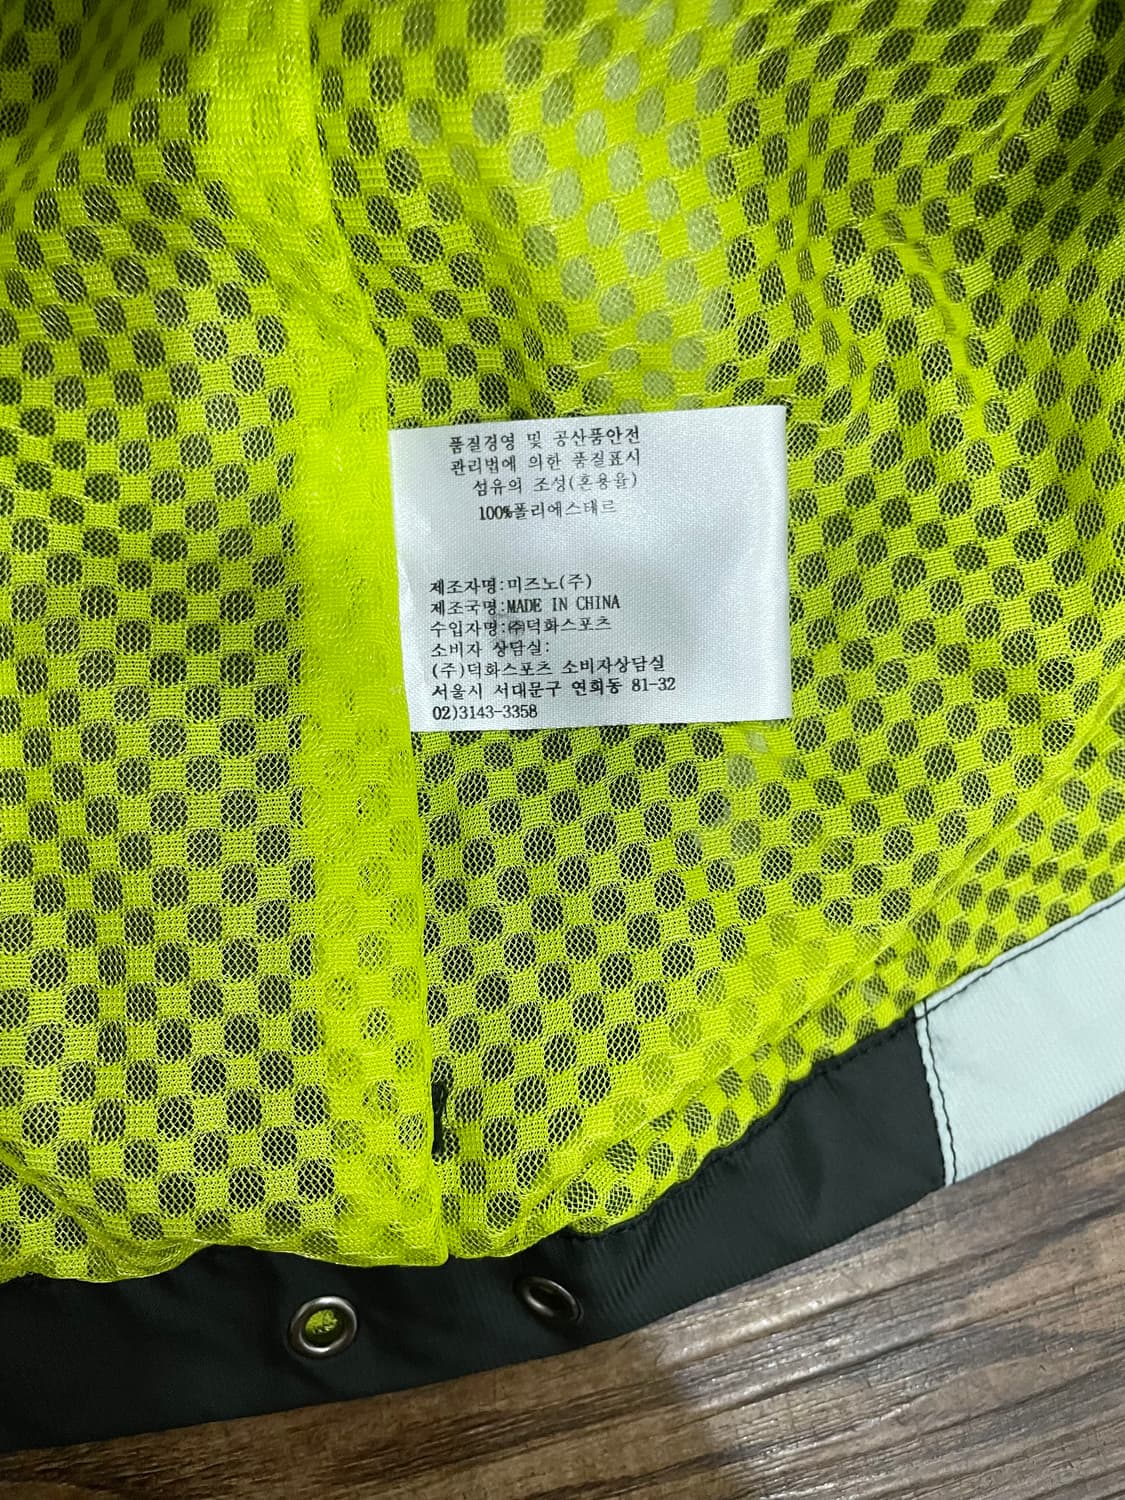 품질경영 및 공산품안전
관리법에 의한 품질표시
섬유의 조성(혼용율)
100%폴리에스테르
제조자명:미즈노(주)
제조국명:MADE IN CHINA
수입자명:㈜덕화스포츠
소비자 상담실:
(주)덕화스포츠 소비자상담실
서울시 서대문구 연희동 81-32
02)3143-3358